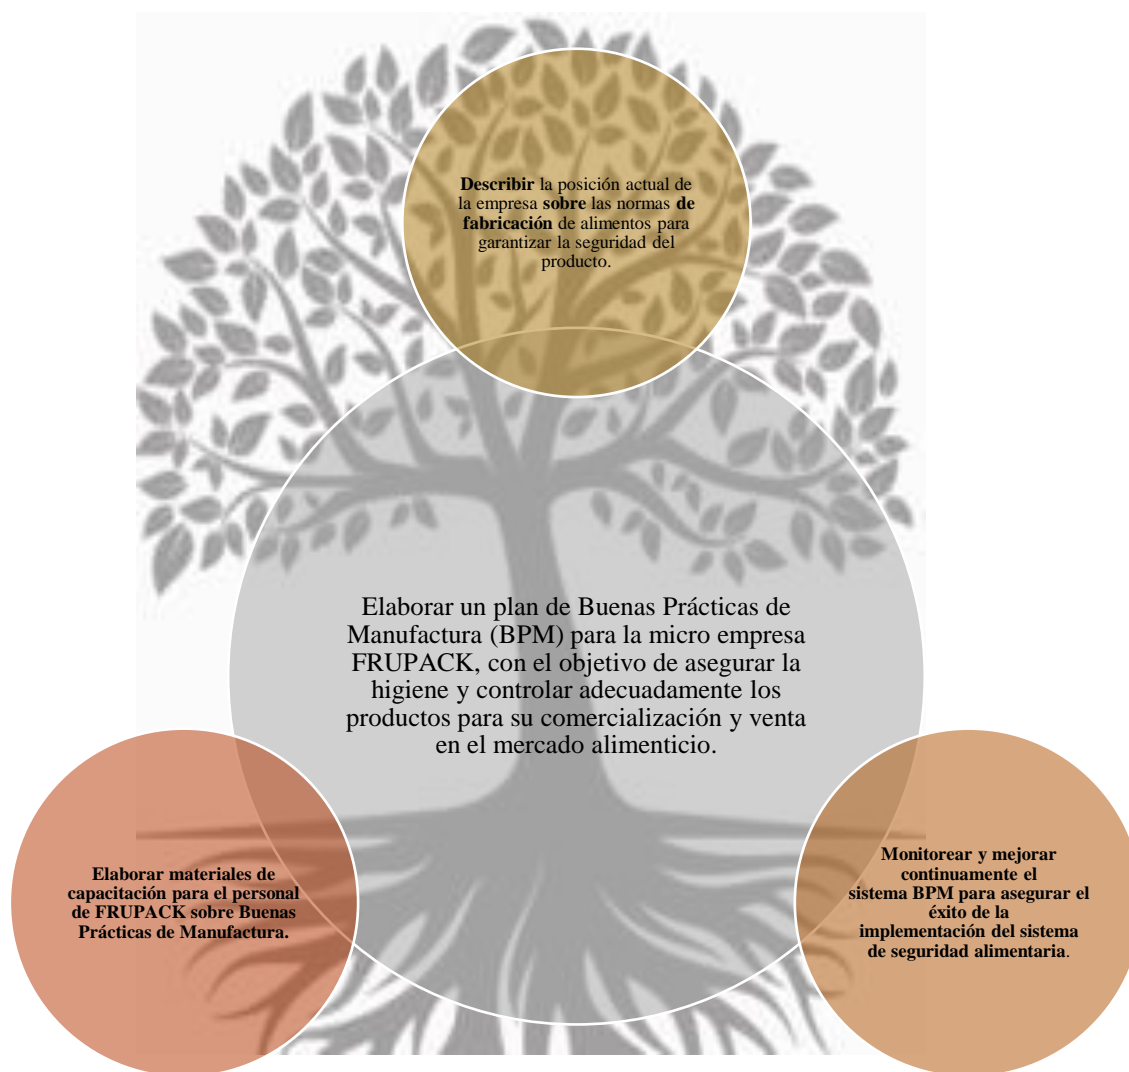 Describir la posición actual de
la empresa sobre las normas de
fabricación de alimentos para
garantizar la seguridad del
producto.
Elaborar un plan de Buenas Prácticas de
Manufactura (BPM) para la micro empresa
FRUPACK, con el objetivo de asegurar la
higiene y controlar adecuadamente los
productos para su comercialización y venta
en el mercado alimenticio.
Elaborar materiales de
capacitación para el personal
de FRUPACK sobre Buenas
Prácticas de Manufactura.
Monitorear y mejorar
continuamente el
sistema BPM para asegurar el
éxito de la
implementación del sistema
de seguridad alimentaria.